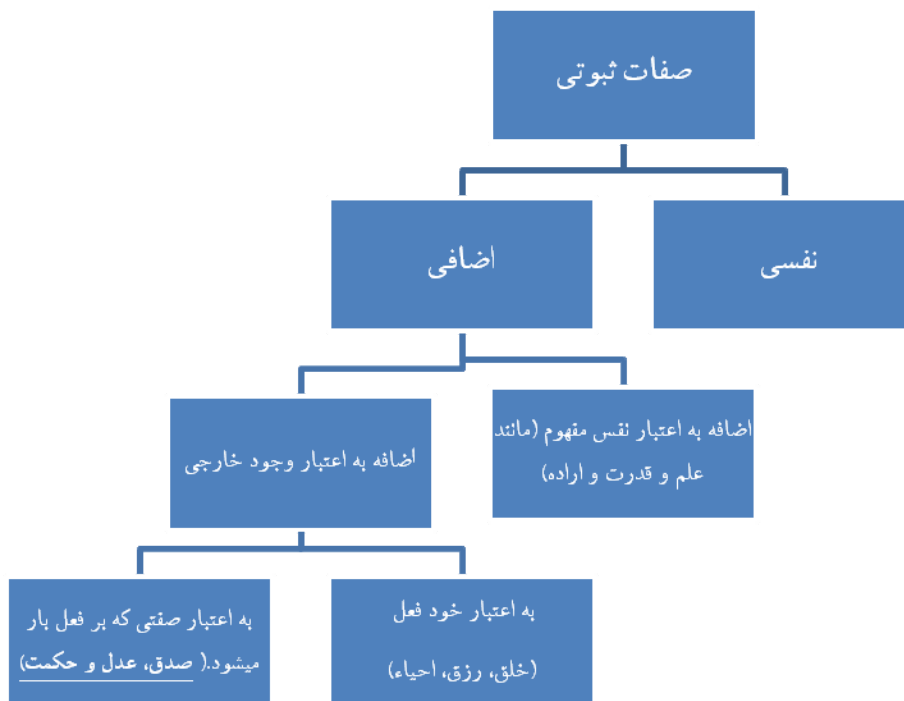 صفات ثبوتی
نفسی
اضافی
اضافه به اعتبار نفس مفهوم (مانند
علم و قدرت و اراده)
اضافه به اعتبار وجود خارجی
به اعتبار خود فعل
(خلق، رزق، احیاء)
به اعتبار صفتی که بر فعل بار
میشود.( صدق، عدل و حکمت)